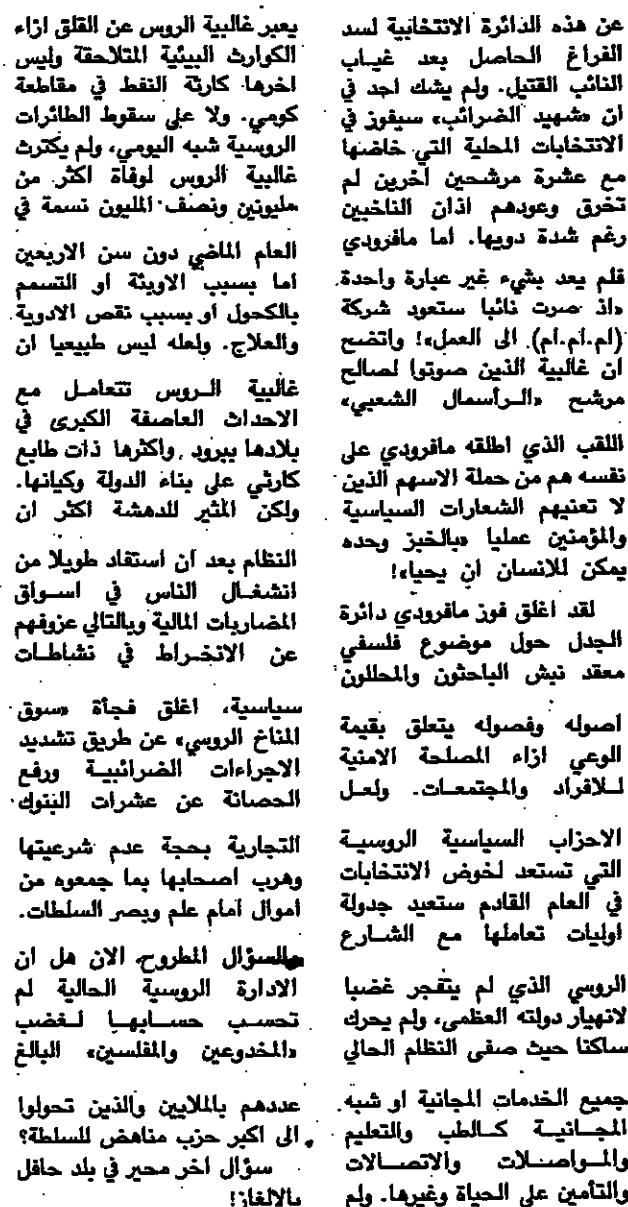 عن هذه الدائرة الانتخابية لسد
الفراغ الحاصل بعد غياب
النائب القتيل. ولم يشك احد في
ان «شهيد الضرائب» سيفوز في
الانتخابات المحلية التي خاضها
مع عشرة مرشحين آخرين لم
تخرق وعودهم اذان الناخبين
رغم شدة دويها. اما مافرودي
فلم يعد بشيء غير عبارة واحدة
«اذ صرت نائبا ستعود شركة
(ام.ام.ام). الى العمل»! واتضح
ان غالبية الذين صوتوا لصالح
مرشح «الرأسمال الشعبي»
اللقب الذي اطلقه مافرودي على
نفسه هم من حملة الاسهم الذين
لا تعنيهم الشعارات السياسية
والمؤمنين عمليا «بالخبز وحده
يمكن للانسان ان يحيا»!
لقد اغلق فوز مافرودي دائرة
الجدل حول موضوع فلسفي
معقد نبش الباحثون والمحللون
اصوله وفصوله يتعلق بقيمة
الوعي ازاء المصلحة الامنية
للافراد والمجتمعات. ولعل
الاحزاب السياسية الروسية
التي تستعد لخوض الانتخابات
في العام القادم ستعيد جدولة
اوليات تعاملها مع الشارع
الروسي الذي لم يتفجر غضبا
لانهيار دولته العظمى، ولم يحرك
ساكنا حيث صفى النظام الحالي
جميع الخدمات المجانية او شبه
المجانية كالطب والتعليم
والمواصلات والاتصالات
والتأمين على الحياة وغيرها. ولم
يعبر غالبية الروس عن القلق ازاء
الكوارث البيئية المتلاحقة وليس
اخرها كارثة النفط في مقاطعة
كومي. ولا على سقوط الطائرات
الروسية شبه اليومي، ولم يكترث
غالبية الروس لوفاة اكثر من
مليونين ونصف المليون نسمة في
العام الماضي دون سن الاربعين
اما بسبب الاوبئة او التسمم
بالكحول او بسبب نقص الادوية
والعلاج. ولعله ليس طبيعيا ان
غالبية الروس تتعامل مع
الاحداث العاصفة الكبرى في
بلادها ببرود واكثرها ذات طابع
كارثي على بناء الدولة وكيانها.
ولكن المثير للدهشة اكثر ان
النظام بعد ان استفاد طويلا من
انشغال الناس في اسواق
المضاربات المالية وبالتالي عزوفهم
عن الانخراط في نشاطات
سياسية، اغلق فجأة «سوق
المناخ الروسي» عن طريق تشديد
الاجراءات الضرائبية ورفع
الحصانة عن عشرات البنوك
التجارية بحجة عدم شرعيتها
وهرب اصحابها بما جمعوه من
اموال أمام علم وبصر السلطات.
والسؤال المطروح الان هل ان
الادارة الروسية الحالية لم
تحسب حسابها لغضب
«المخدوعين والمفلسين» البالغ
عددهم بالملايين والذين تحولوا
الى اكبر حزب مناهض للسلطة؟
سؤال اخر محير في بلد حافل
بالالغاز!